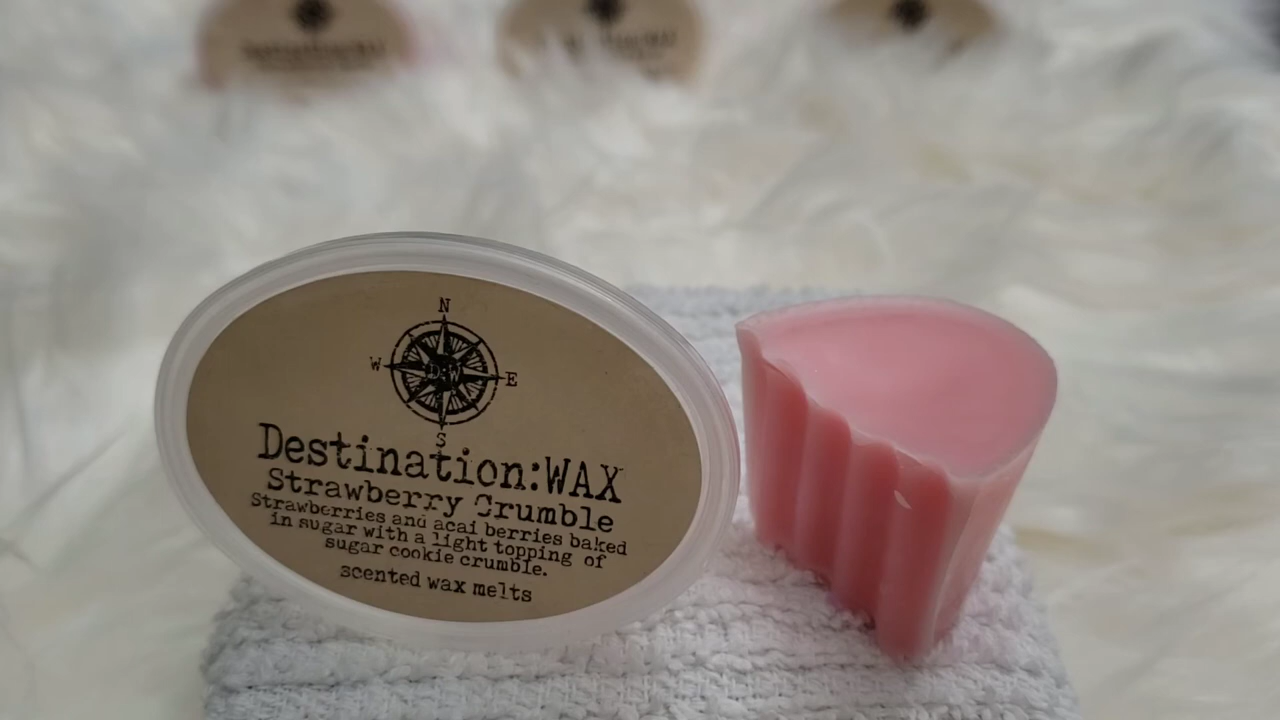 N
W D:W E
S
Destination:WAX
Strawberry Crumble
Strawberries and acai berries baked
in sugar with a light topping of
sugar cookie crumble.
scented wax melts